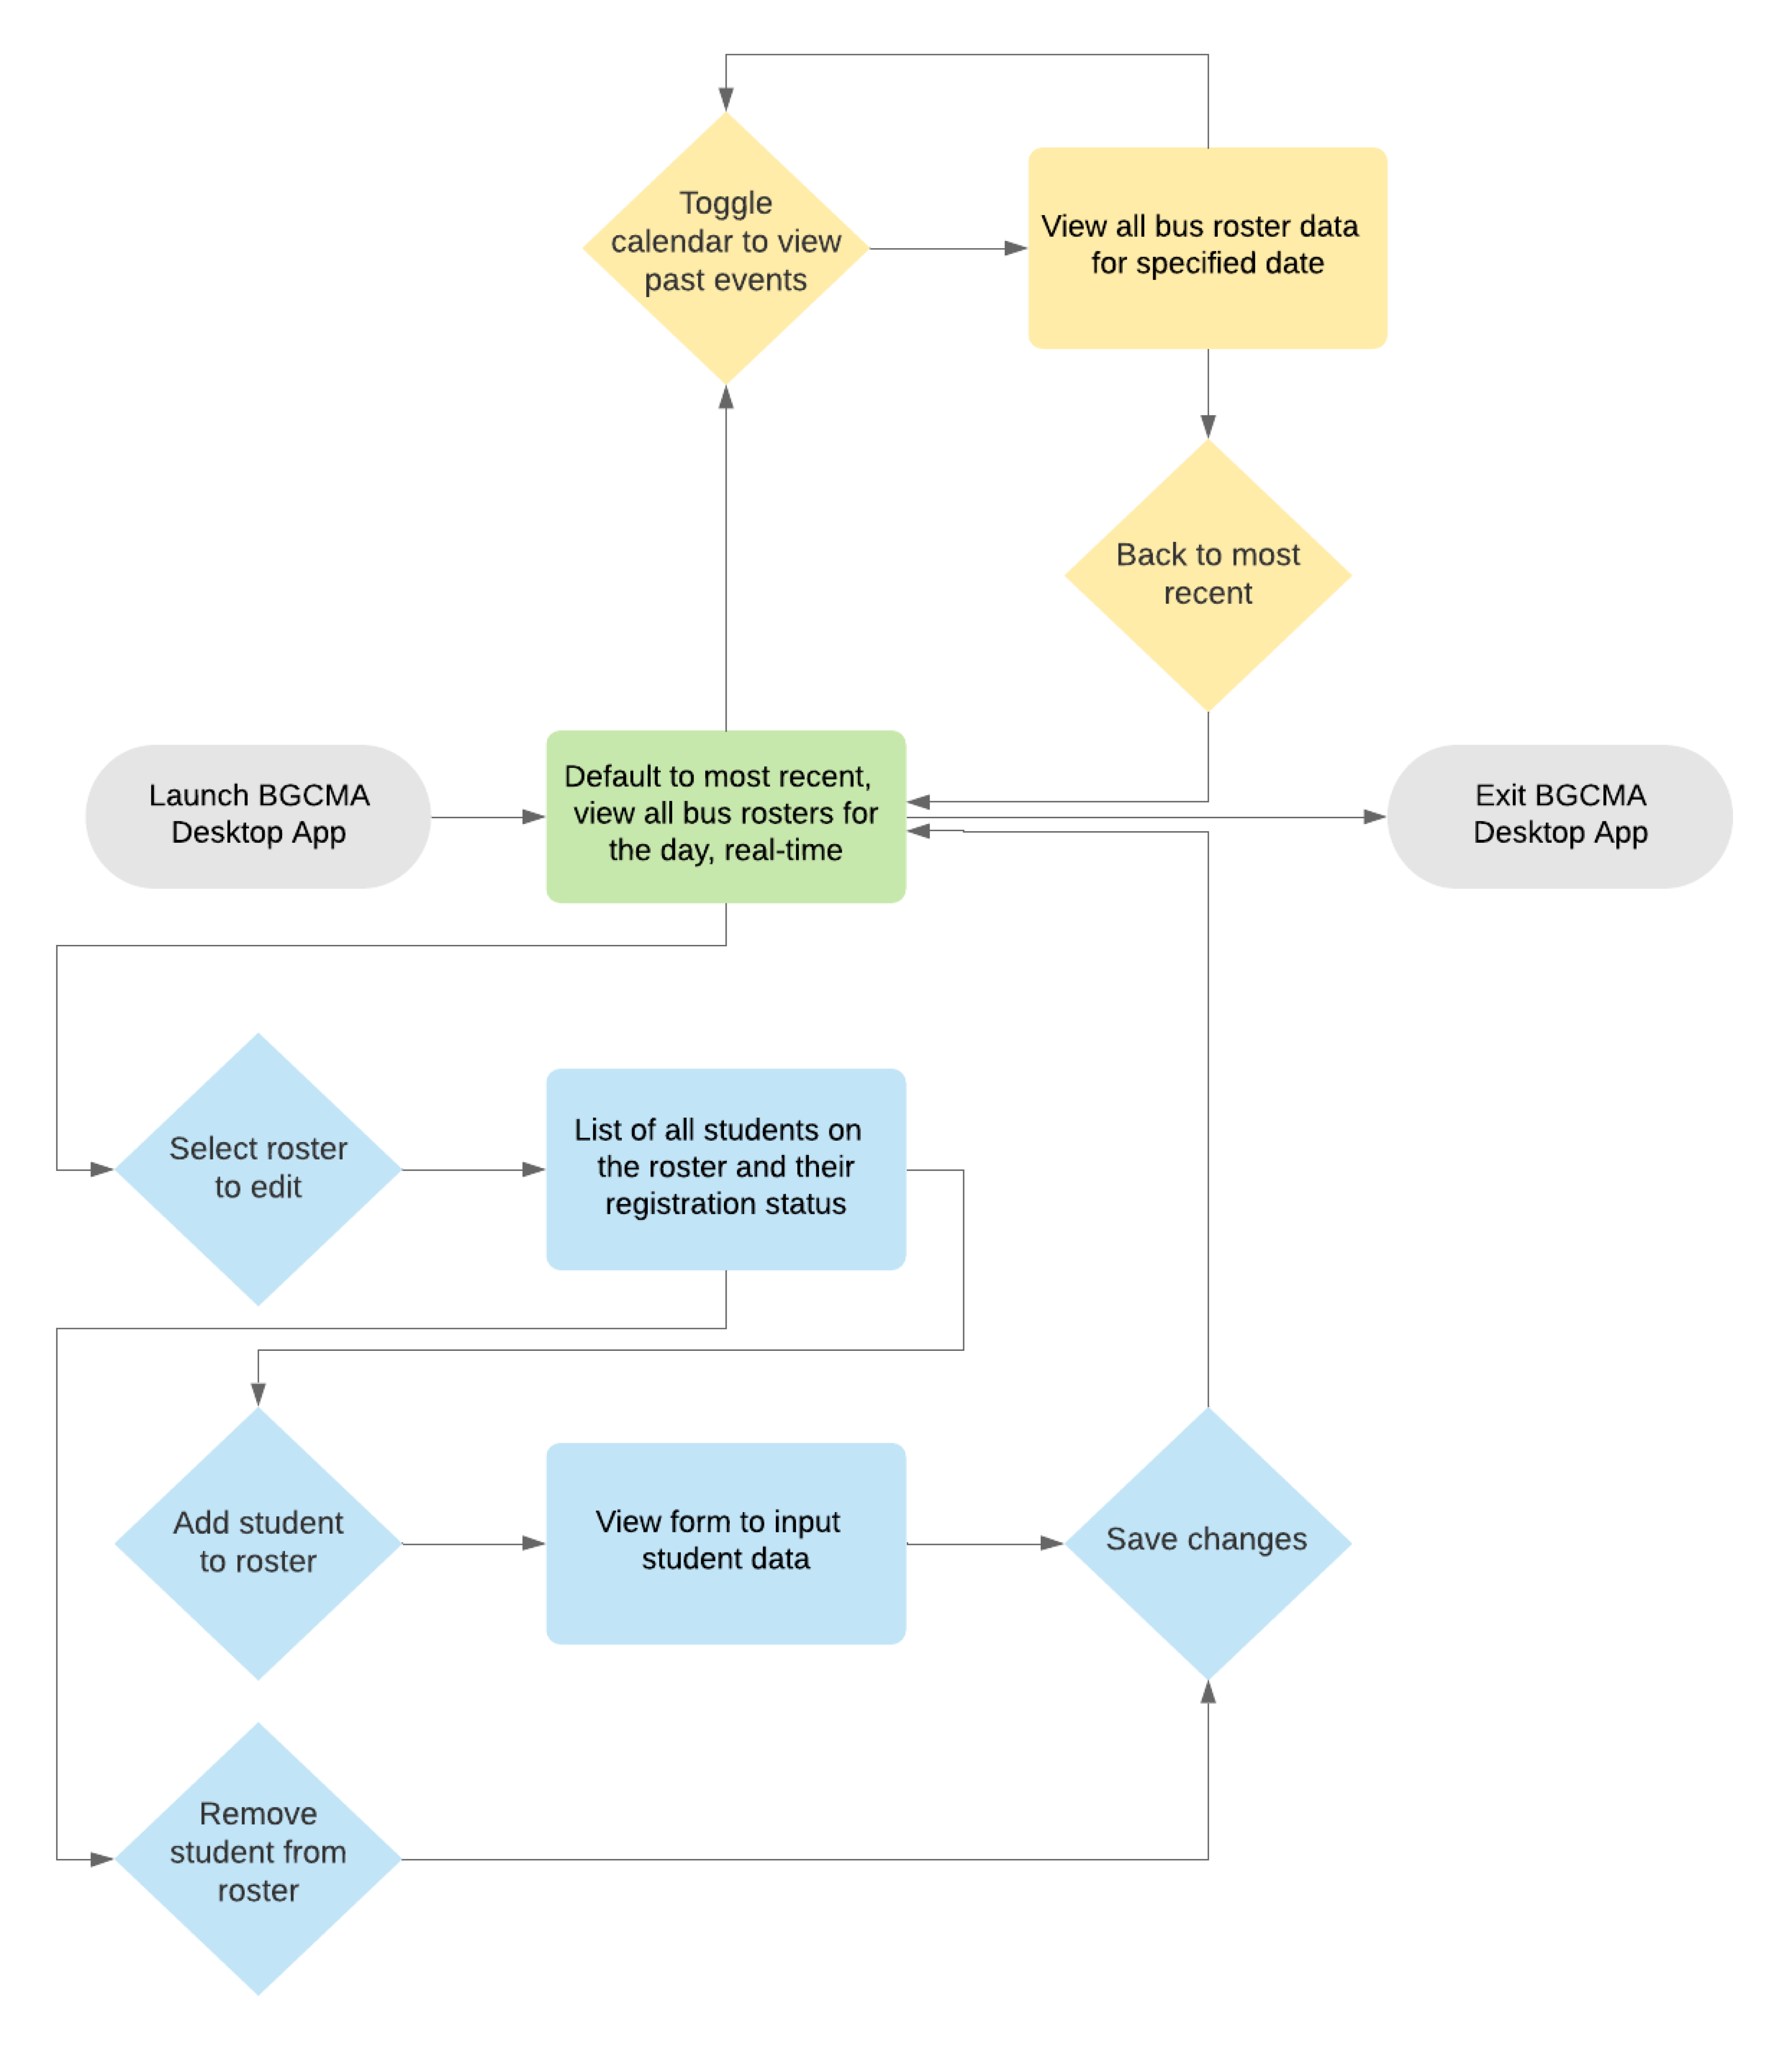 Toggle
calendar to view
past events
View all bus roster data
for specified date
Back to most
recent
Launch BGCMA
Desktop App
Default to most recent,
view all bus rosters for
the day, real-time
Exit BGCMA
Desktop App
Select roster
to edit
List of all students on
the roster and their
registration status
Add student
to roster
View form to input
student data
Save changes
Remove
student from
roster